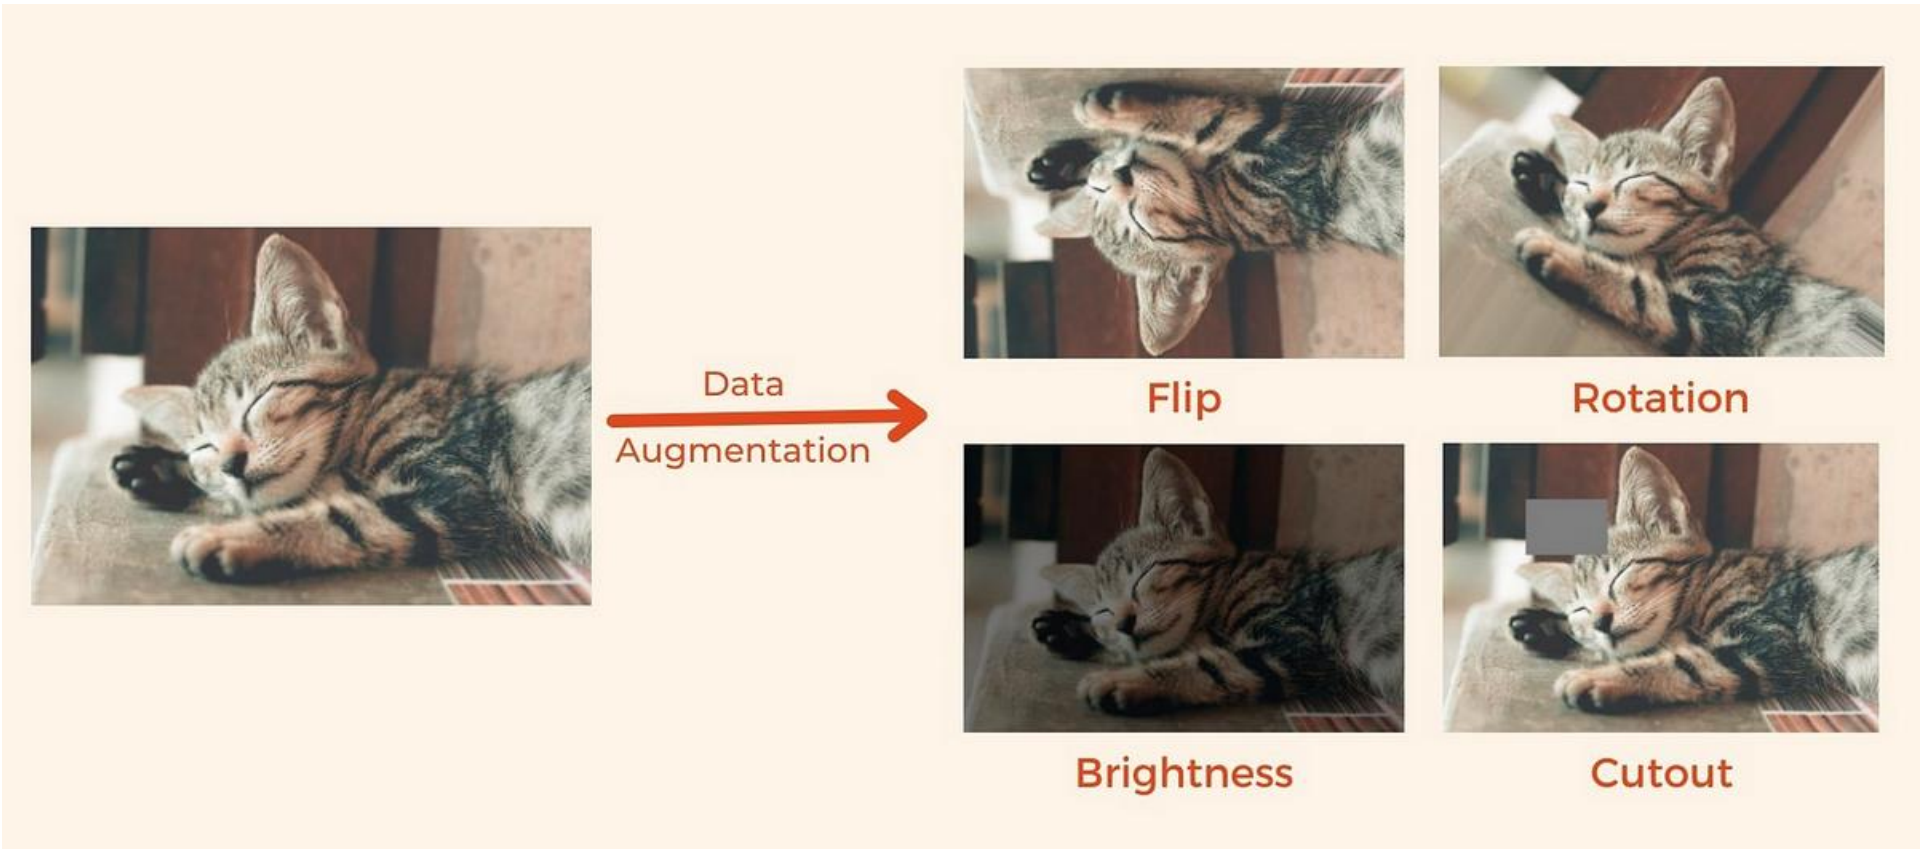 Data
Augmentation
Flip
Rotation
Brightness
Cutout